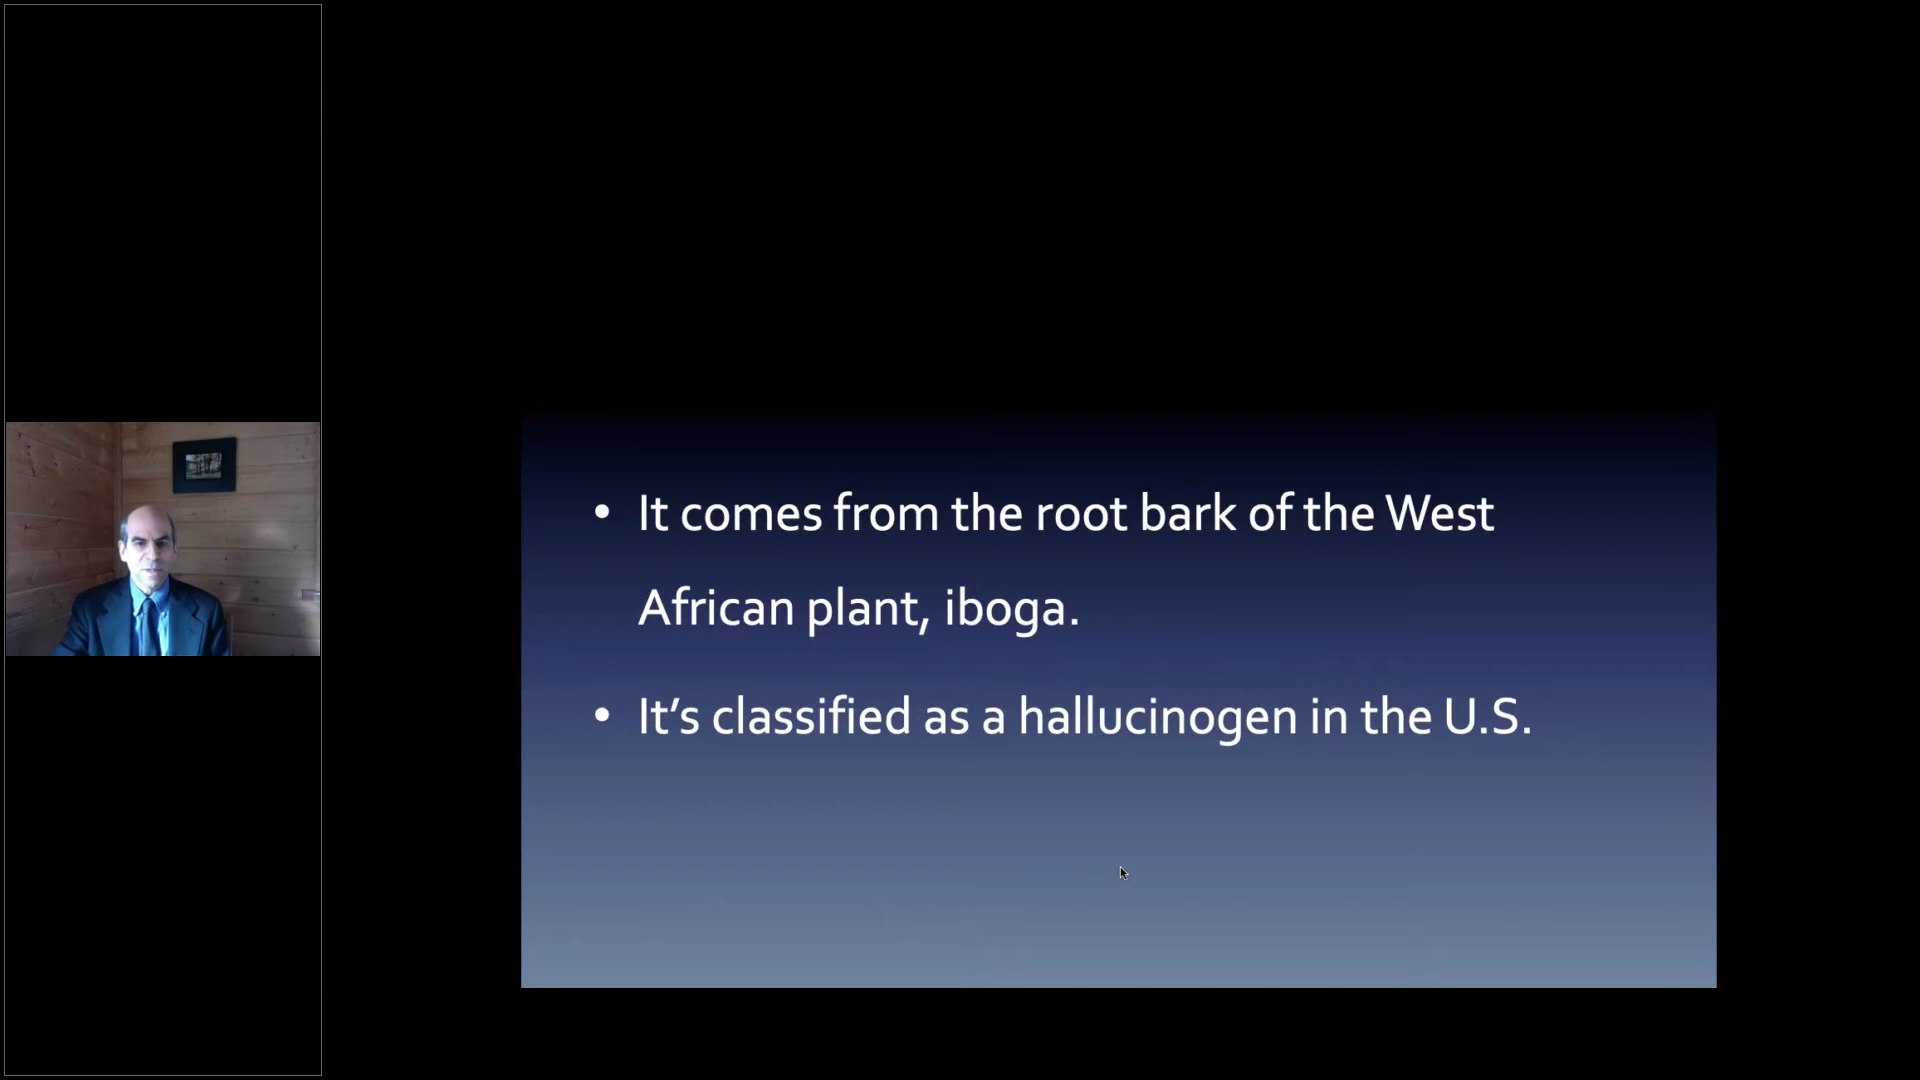 • It comes from the root bark of the West
African plant, iboga.
• It’s classified as a hallucinogen in the U.S.